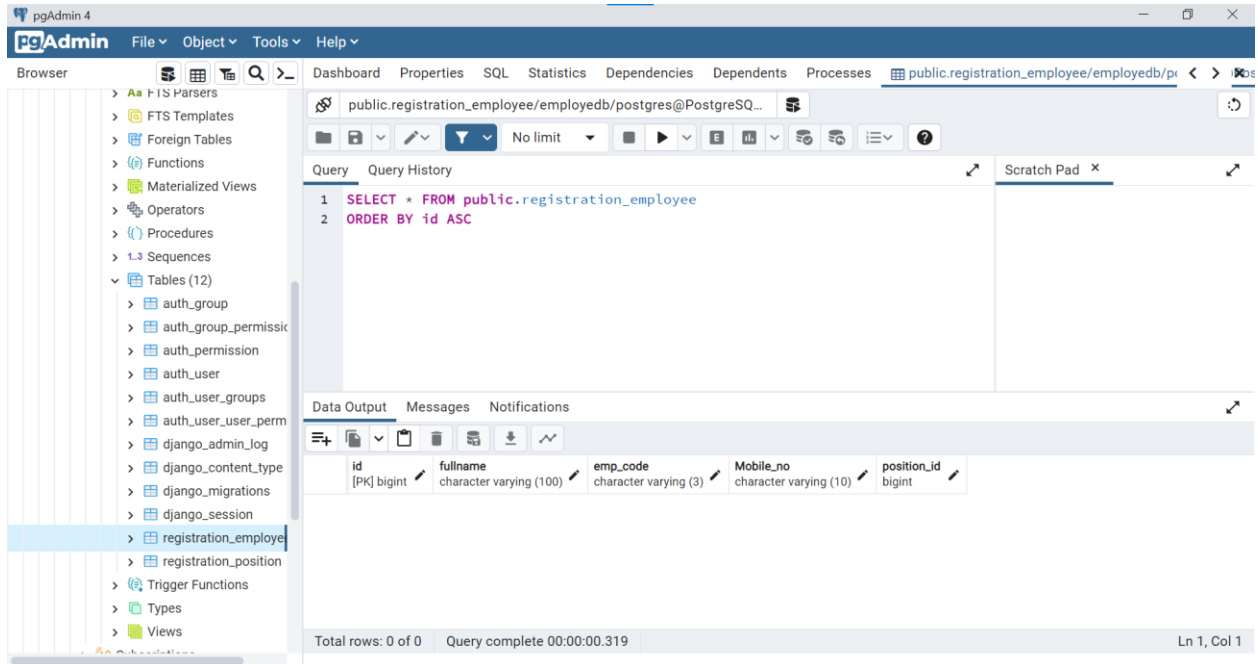 pgAdmin 4
pgAdmin File Object Tools Help
Browser
Dashboard Properties SQL Statistics Dependencies Dependents Processes public.registration_employee/employedb/po
FTS Parsers
FTS Templates
Foreign Tables
Functions
Materialized Views
Operators
Procedures
1..3 Sequences
Tables (12)
auth_group
auth_group_permissic
auth_permission
auth_user
auth_user_groups
auth_user_user_perm
django_admin_log
django_content_type
django_migrations
django_session
registration_employe
registration_position
Trigger Functions
Types
Views
public.registration_employee/employedb/postgres@PostgreSQ...
No limit
Query Query History
Scratch Pad
1 SELECT * FROM public.registration_employee
2 ORDER BY id ASC
Data Output Messages Notifications
id fullname emp_code Mobile_no position_id
[PK] bigint character varying (100) character varying (3) character varying (10) bigint
Total rows: 0 of 0 Query complete 00:00:00.319 Ln 1, Col 1